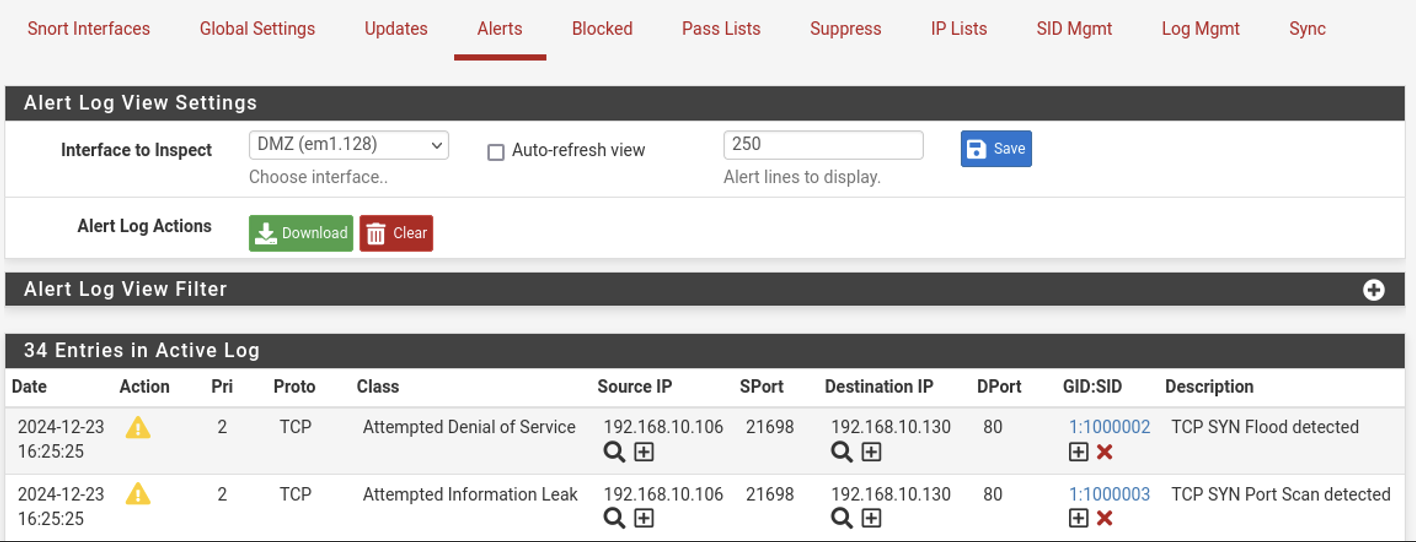 Snort Interfaces Global Settings Updates Alerts Blocked Pass Lists Suppress IP Lists SID Mgmt Log Mgmt Sync
Alert Log View Settings
Interface to Inspect DMZ (em1.128) Auto-refresh view 250 Save
Choose interface.. Alert lines to display.
Alert Log Actions Download Clear
Alert Log View Filter
34 Entries in Active Log
Date Action Pri Proto Class Source IP SPort Destination IP DPort GID:SID Description
2024-12-23 2 TCP Attempted Denial of Service 192.168.10.106 21698 192.168.10.130 80 1:1000002 TCP SYN Flood detected
16:25:25
2024-12-23 2 TCP Attempted Information Leak 192.168.10.106 21698 192.168.10.130 80 1:1000003 TCP SYN Port Scan detected
16:25:25